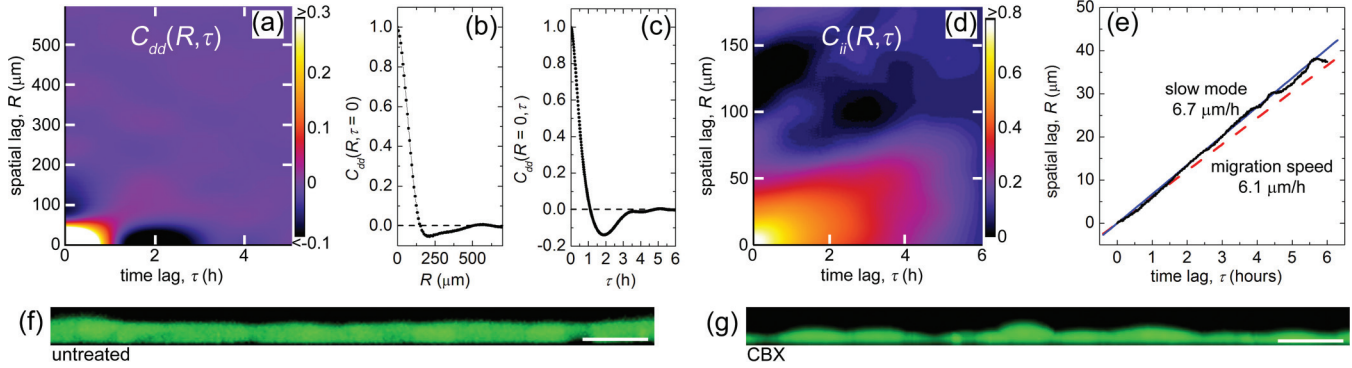 (a)
C_dd(R,τ)
spatial lag, R (μm)
500
400
300
200
100
0
0 2 4
time lag, τ (h)
≥0.3
0.2
0.1
0
≤-0.1
(b)
C_dd(R, τ = 0)
1.0
0.8
0.6
0.4
0.2
0.0
0 250 500
R (μm)
(c)
C_dd(R = 0, τ)
1.0
0.8
0.6
0.4
0.2
0.0
-0.2
0 1 2 3 4 5 6
τ (h)
(d)
C_ii(R,τ)
spatial lag, R (μm)
150
100
50
0
0 2 4 6
time lag, τ (h)
≥0.8
0.6
0.4
0.2
0
(e)
spatial lag, R (μm)
50
40
30
20
10
0
0 1 2 3 4 5 6
time lag, τ (hours)
slow mode
6.7 μm/h
migration speed
6.1 μm/h
(f)
untreated
(g)
CBX